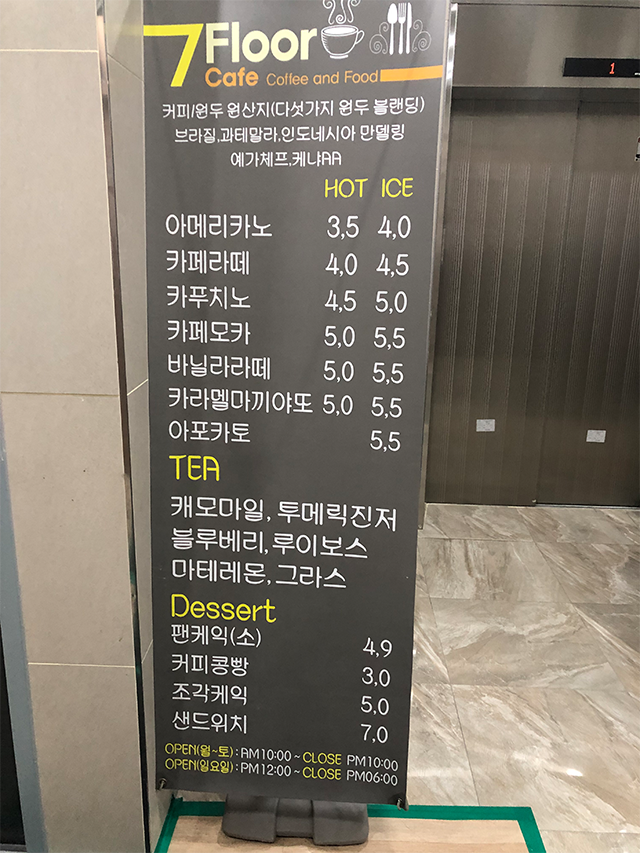 7 Floor
Cafe Coffee and Food
커피/원두 원산지(다섯가지 원두 블랜딩)
브라질,과테말라,인도네시아 만델링
예가체프,케냐AA
HOT ICE
아메리카노 3,5 4,0
카페라떼 4,0 4,5
카푸치노 4,5 5,0
카페모카 5,0 5,5
바닐라라떼 5,0 5,5
카라멜마끼야또 5,0 5,5
아포카토 5,5
TEA
캐모마일, 투메릭진저
블루베리,루이보스
마테레몬,그라스
Dessert
팬케익(소) 4,9
커피콩빵 3,0
조각케익 5,0
샌드위치 7,0
OPEN(월~토) : AM10:00 ~ CLOSE PM10:00
OPEN(일요일) : PM12:00 ~ CLOSE PM06:00
1